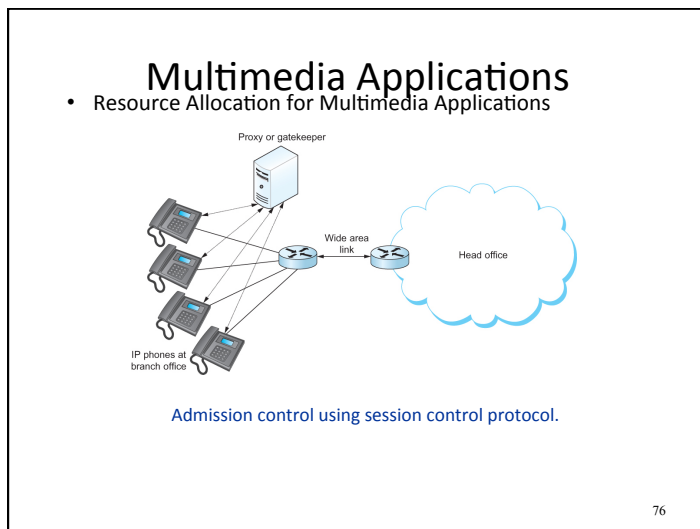 Multimedia Applications
• Resource Allocation for Multimedia Applications
Proxy or gatekeeper
Wide area
link
Head office
IP phones at
branch office
Admission control using session control protocol.
76